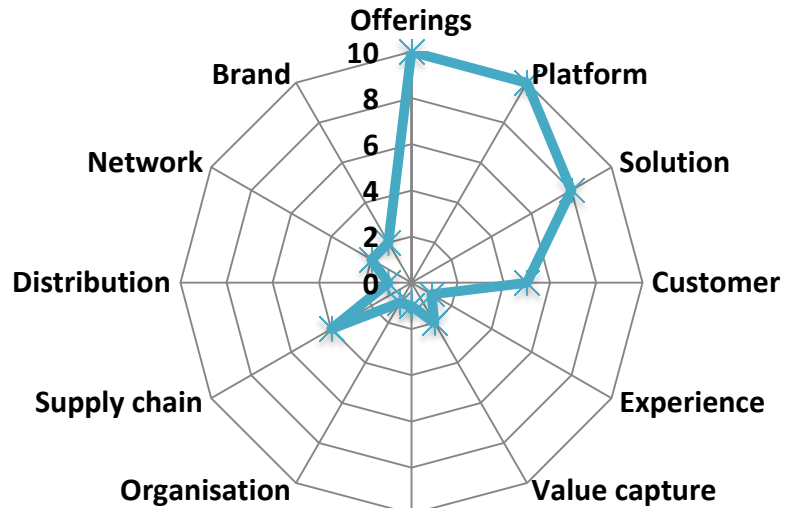 Offerings
10
Brand
Platform
8
6
Network
Solution
4
2
Distribution
0
Customer
Supply chain
Experience
Organisation
Value capture